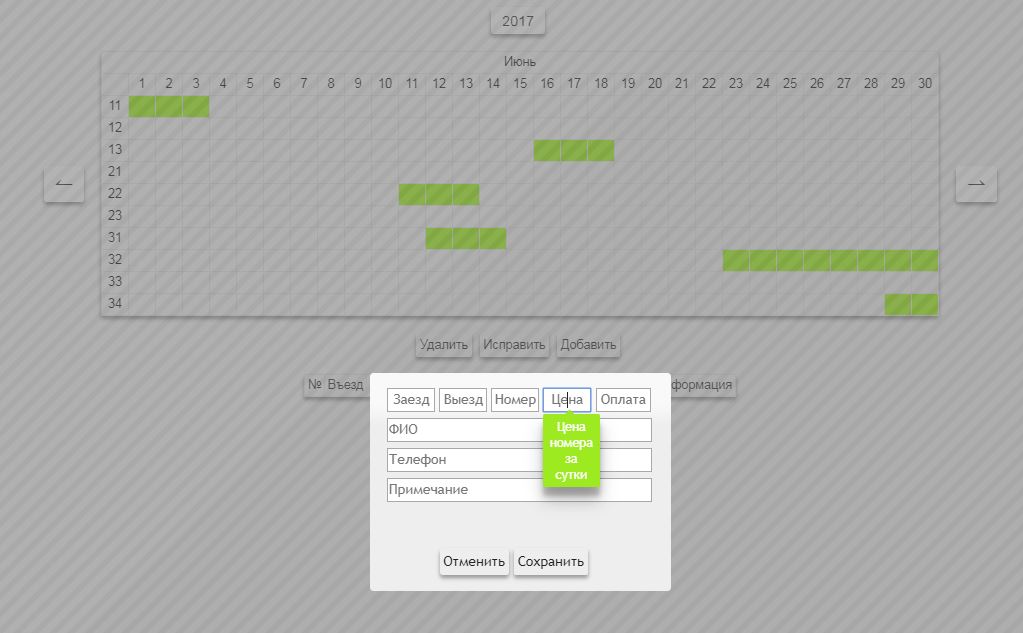 2017
Июнь
1 2 3 4 5 6 7 8 9 10 11 12 13 14 15 16 17 18 19 20 21 22 23 24 25 26 27 28 29 30
11
12
13
21
22
←
→
23
31
32
33
34
Удалить Исправить Добавить
№ Въезд формация
Заезд Выезд Номер Цена Оплата
ФИО
Цена
номера
за
сутки
Телефон
Примечание
Отменить Сохранить